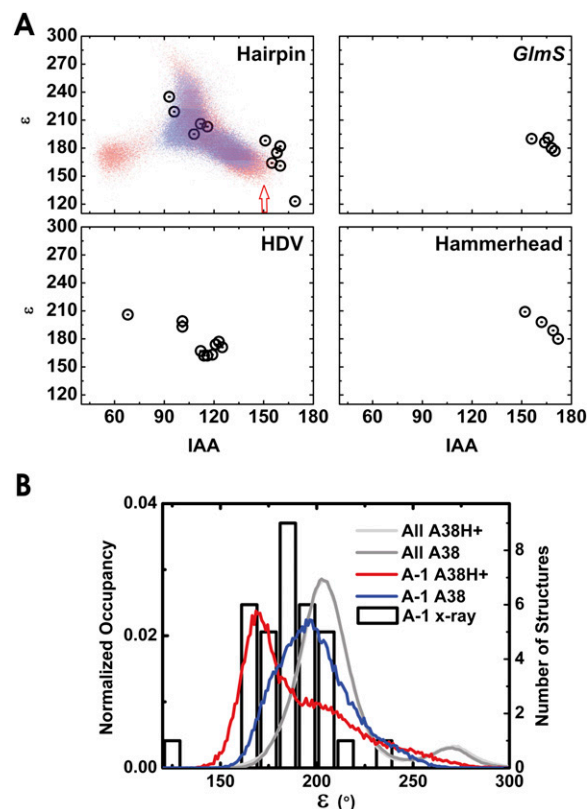 A
Hairpin
GlmS
300
270
240
210
180
150
120
ε
HDV
Hammerhead
300
270
240
210
180
150
120
ε
60 90 120 150 180
60 90 120 150 180
IAA
IAA
B
0.04
0.02
0.00
Normalized Occupancy
All A38H+
All A38
A-1 A38H+
A-1 A38
A-1 x-ray
8
6
4
2
0
Number of Structures
150 200 250 300
ε (°)